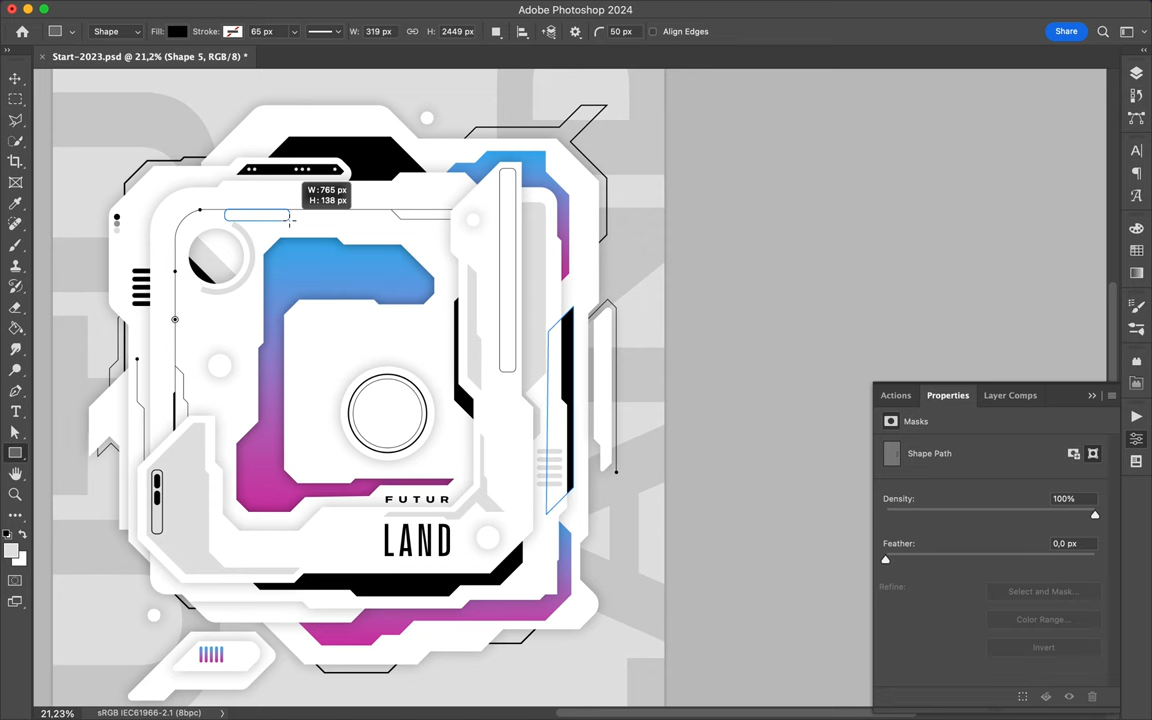 Adobe Photoshop 2024
Shape
Fill:
Stroke:
65 px
W: 319 px
H: 2449 px
50 px
Align Edges
Share
Start-2023.psd @ 21,2% (Shape 5, RGB/8) *
W: 765 px
H: 138 px
FUTUR
LAND
Actions
Properties
Layer Comps
Masks
Shape Path
Density:
100%
Feather:
0,0 px
Refine:
Select and Mask...
Color Range...
Invert
21,23%
sRGB IEC61966-2.1 (8bpc)